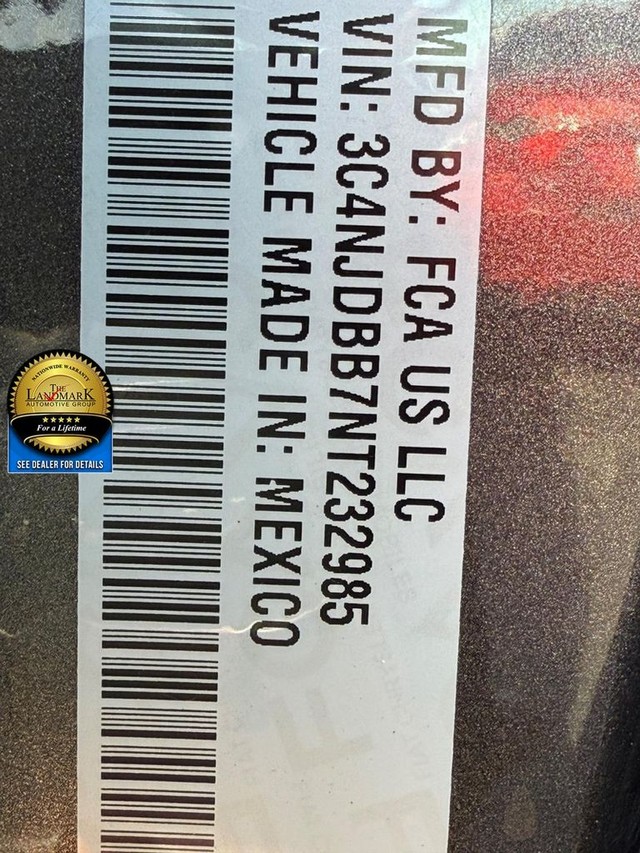 MFD BY: FCA US LLC
VIN: 3C4NJDBB7NT232985
VEHICLE MADE IN: MEXICO
NATIONWIDE WARRANTY
THE
LANDMARK
AUTOMOTIVE GROUP
For a Lifetime
SEE DEALER FOR DETAILS